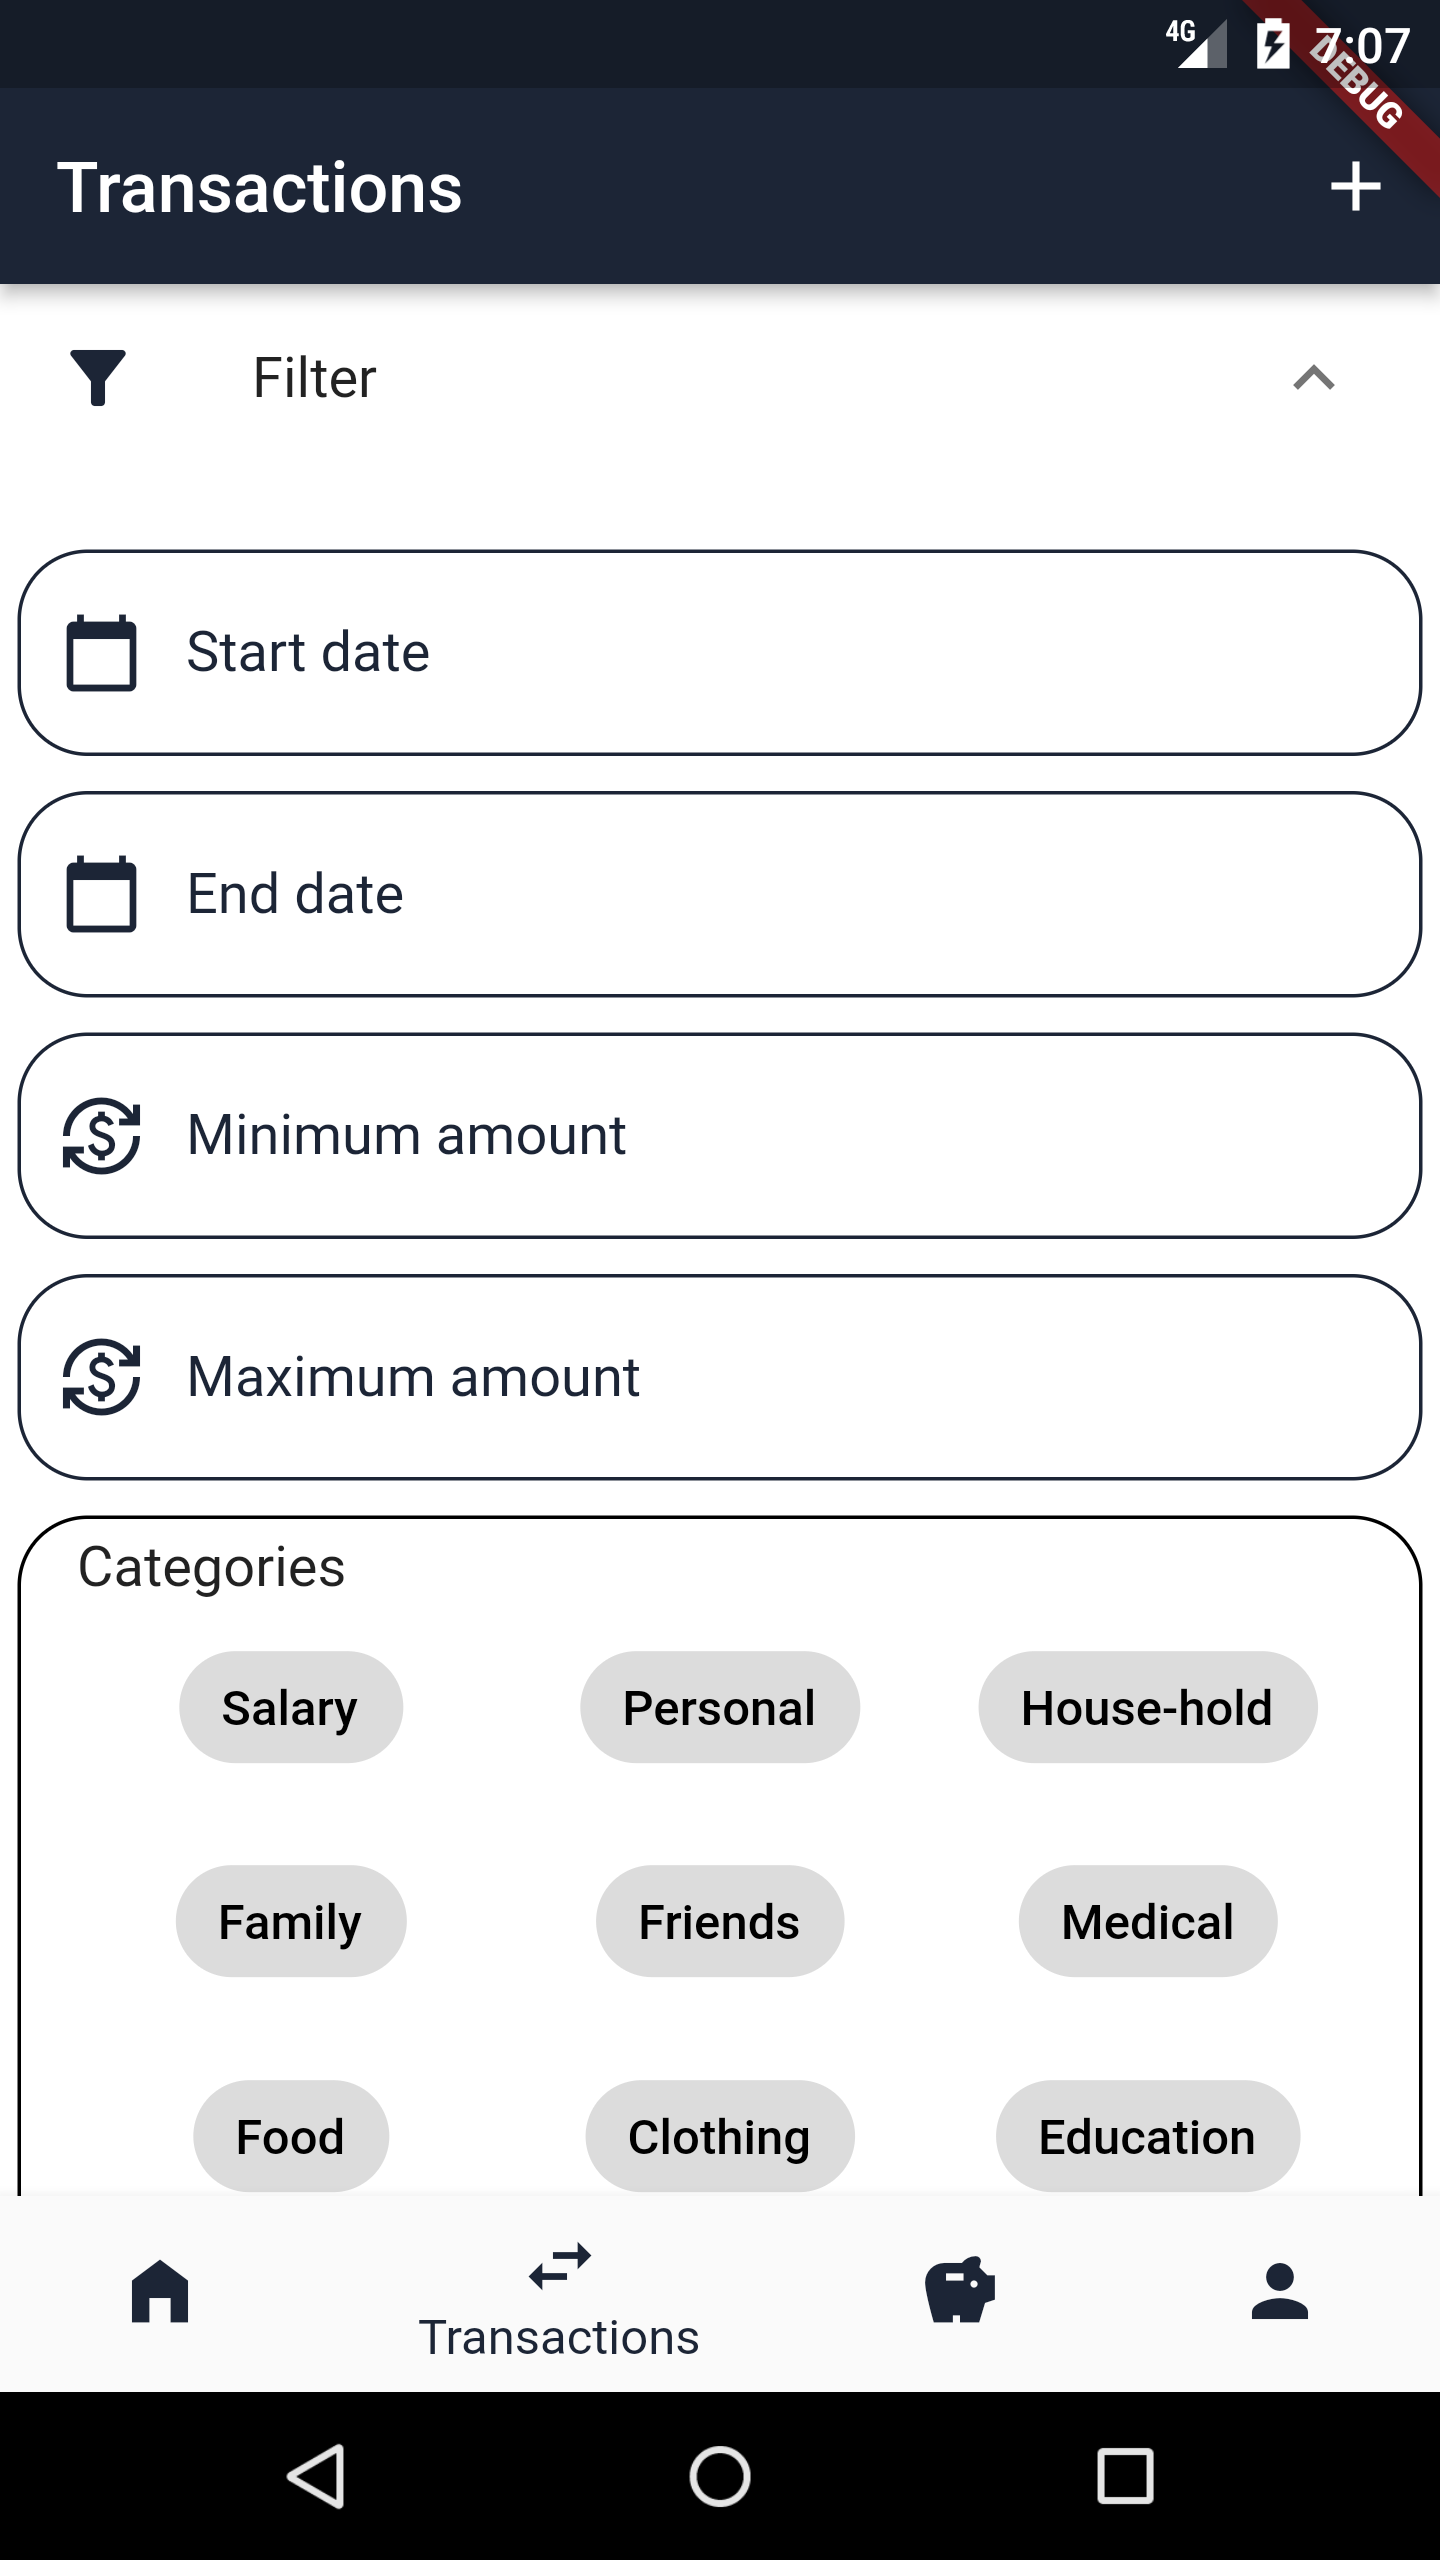 4G 7:07
DEBUG
Transactions
Filter
Start date
End date
Minimum amount
Maximum amount
Categories
Salary Personal House-hold
Family Friends Medical
Food Clothing Education
Transactions